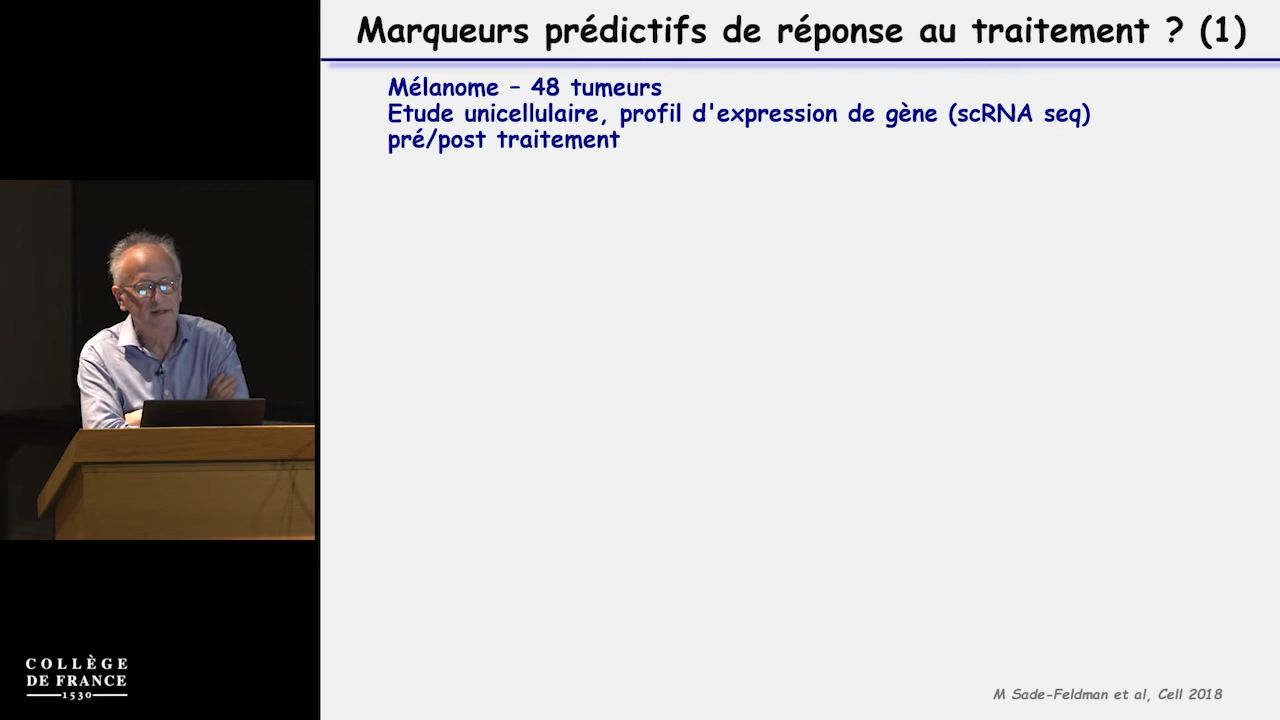 Marqueurs prédictifs de réponse au traitement ? (1)
Mélanome – 48 tumeurs
Etude unicellulaire, profil d'expression de gène (scRNA seq)
pré/post traitement
COLLÈGE
DE FRANCE
1530
M Sade-Feldman et al, Cell 2018